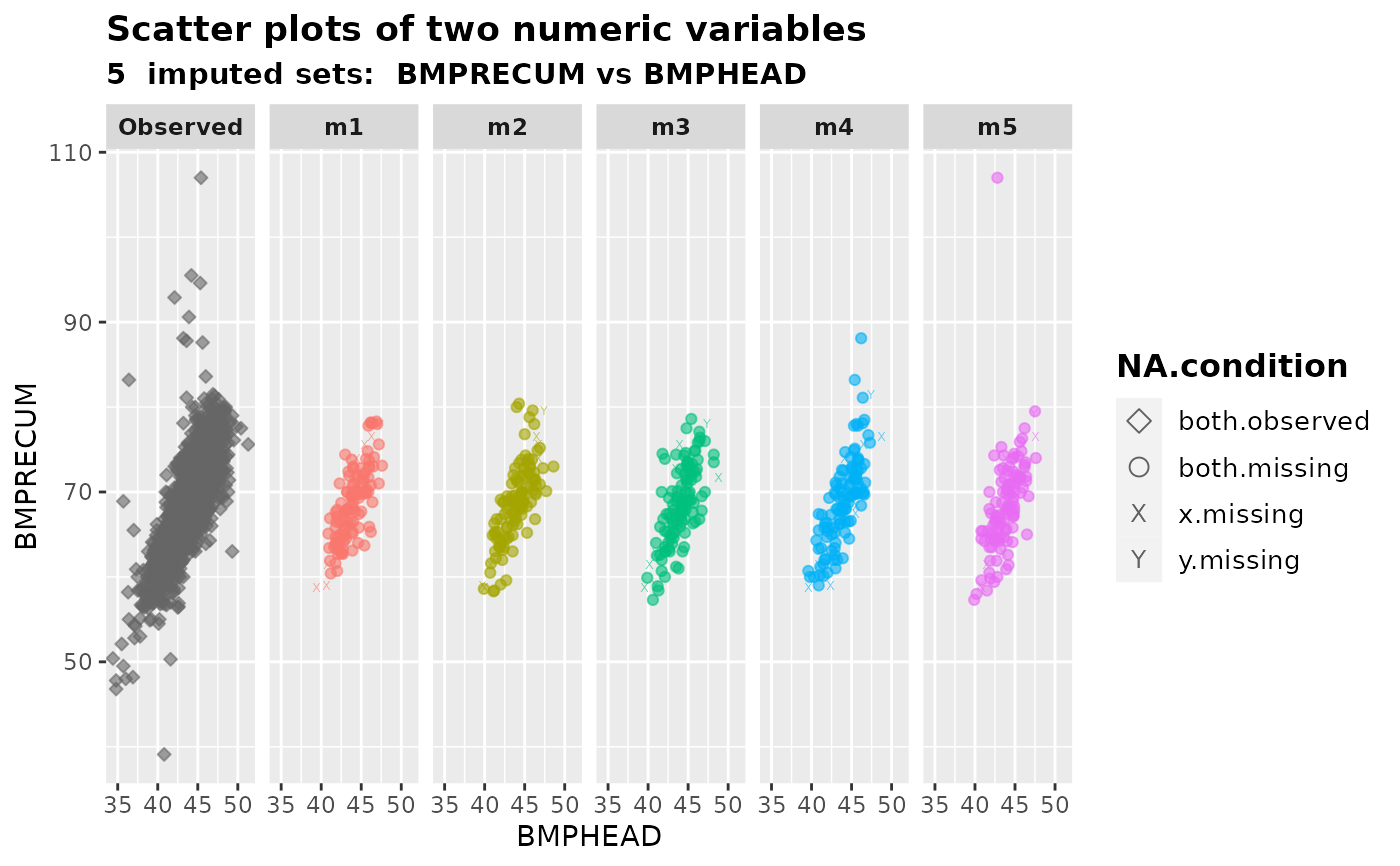 Scatter plots of two numeric variables
5 imputed sets: BMPRECUM vs BMPHEAD
Observed m1 m2 m3 m4 m5
110
90
70
50
BMPRECUM
35 40 45 50 35 40 45 50 35 40 45 50 35 40 45 50 35 40 45 50 35 40 45 50
BMPHEAD
NA.condition
both.observed
both.missing
X x.missing
Y y.missing